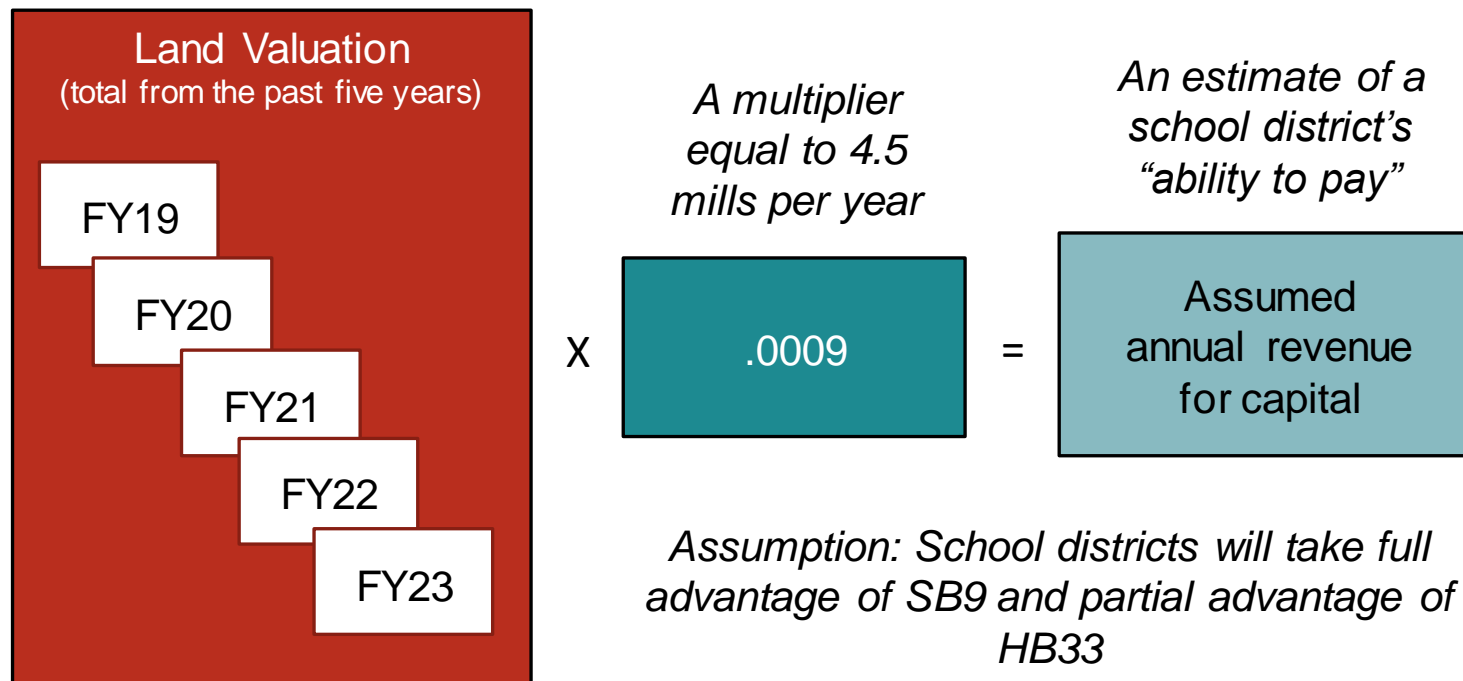 Land Valuation
(total from the past five years)
FY19
FY20
FY21
FY22
FY23
X
A multiplier
equal to 4.5
mills per year
.0009
=
An estimate of a
school district’s
“ability to pay”
Assumed
annual revenue
for capital
Assumption: School districts will take full
advantage of SB9 and partial advantage of
HB33